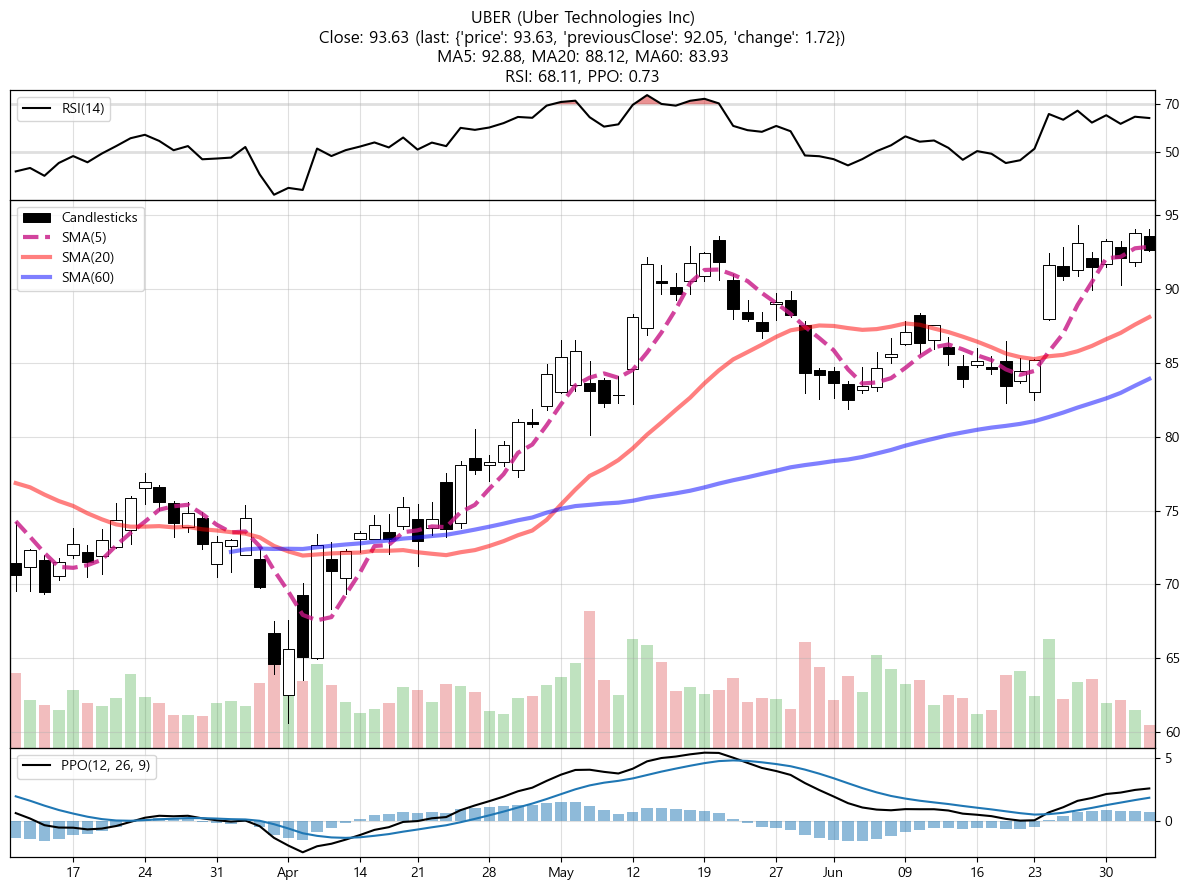 UBER (Uber Technologies Inc)
Close: 93.63 (last: {'price': 93.63, 'previousClose': 92.05, 'change': 1.72})
MA5: 92.88, MA20: 88.12, MA60: 83.93
RSI: 68.11, PPO: 0.73
RSI(14)
70
50
Candlesticks
SMA(5)
SMA(20)
SMA(60)
95
90
85
80
75
70
65
60
PPO(12, 26, 9)
5
0
17 24 31 Apr 14 21 28 May 12 19 27 Jun 09 16 23 30